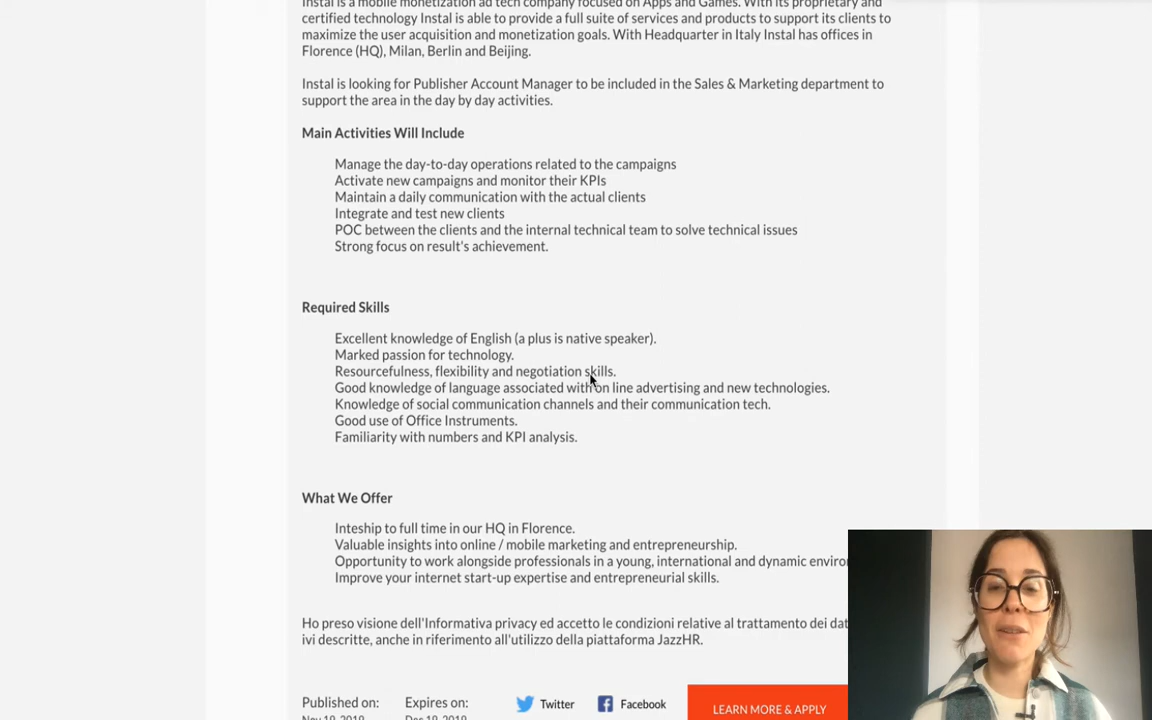 Instal is a mobile monetization ad tech company focused on Apps and Games. With its proprietary and
certified technology Instal is able to provide a full suite of services and products to support its clients to
maximize the user acquisition and monetization goals. With Headquarter in Italy Instal has offices in
Florence (HQ), Milan, Berlin and Beijing.
Instal is looking for Publisher Account Manager to be included in the Sales & Marketing department to
support the area in the day by day activities.
Main Activities Will Include
Manage the day-to-day operations related to the campaigns
Activate new campaigns and monitor their KPIs
Maintain a daily communication with the actual clients
Integrate and test new clients
POC between the clients and the internal technical team to solve technical issues
Strong focus on result's achievement.
Required Skills
Excellent knowledge of English (a plus is native speaker).
Marked passion for technology.
Resourcefulness, flexibility and negotiation skills.
Good knowledge of language associated with on line advertising and new technologies.
Knowledge of social communication channels and their communication tech.
Good use of Office Instruments.
Familiarity with numbers and KPI analysis.
What We Offer
Inteship to full time in our HQ in Florence.
Valuable insights into online / mobile marketing and entrepreneurship.
Opportunity to work alongside professionals in a young, international and dynamic environ
Improve your internet start-up expertise and entrepreneurial skills.
Ho preso visione dell'Informativa privacy ed accetto le condizioni relative al trattamento dei dat
ivi descritte, anche in riferimento all'utilizzo della piattaforma JazzHR.
Published on: Expires on: Twitter Facebook LEARN MORE & APPLY
Nov 19, 2019 Dec 19, 2019